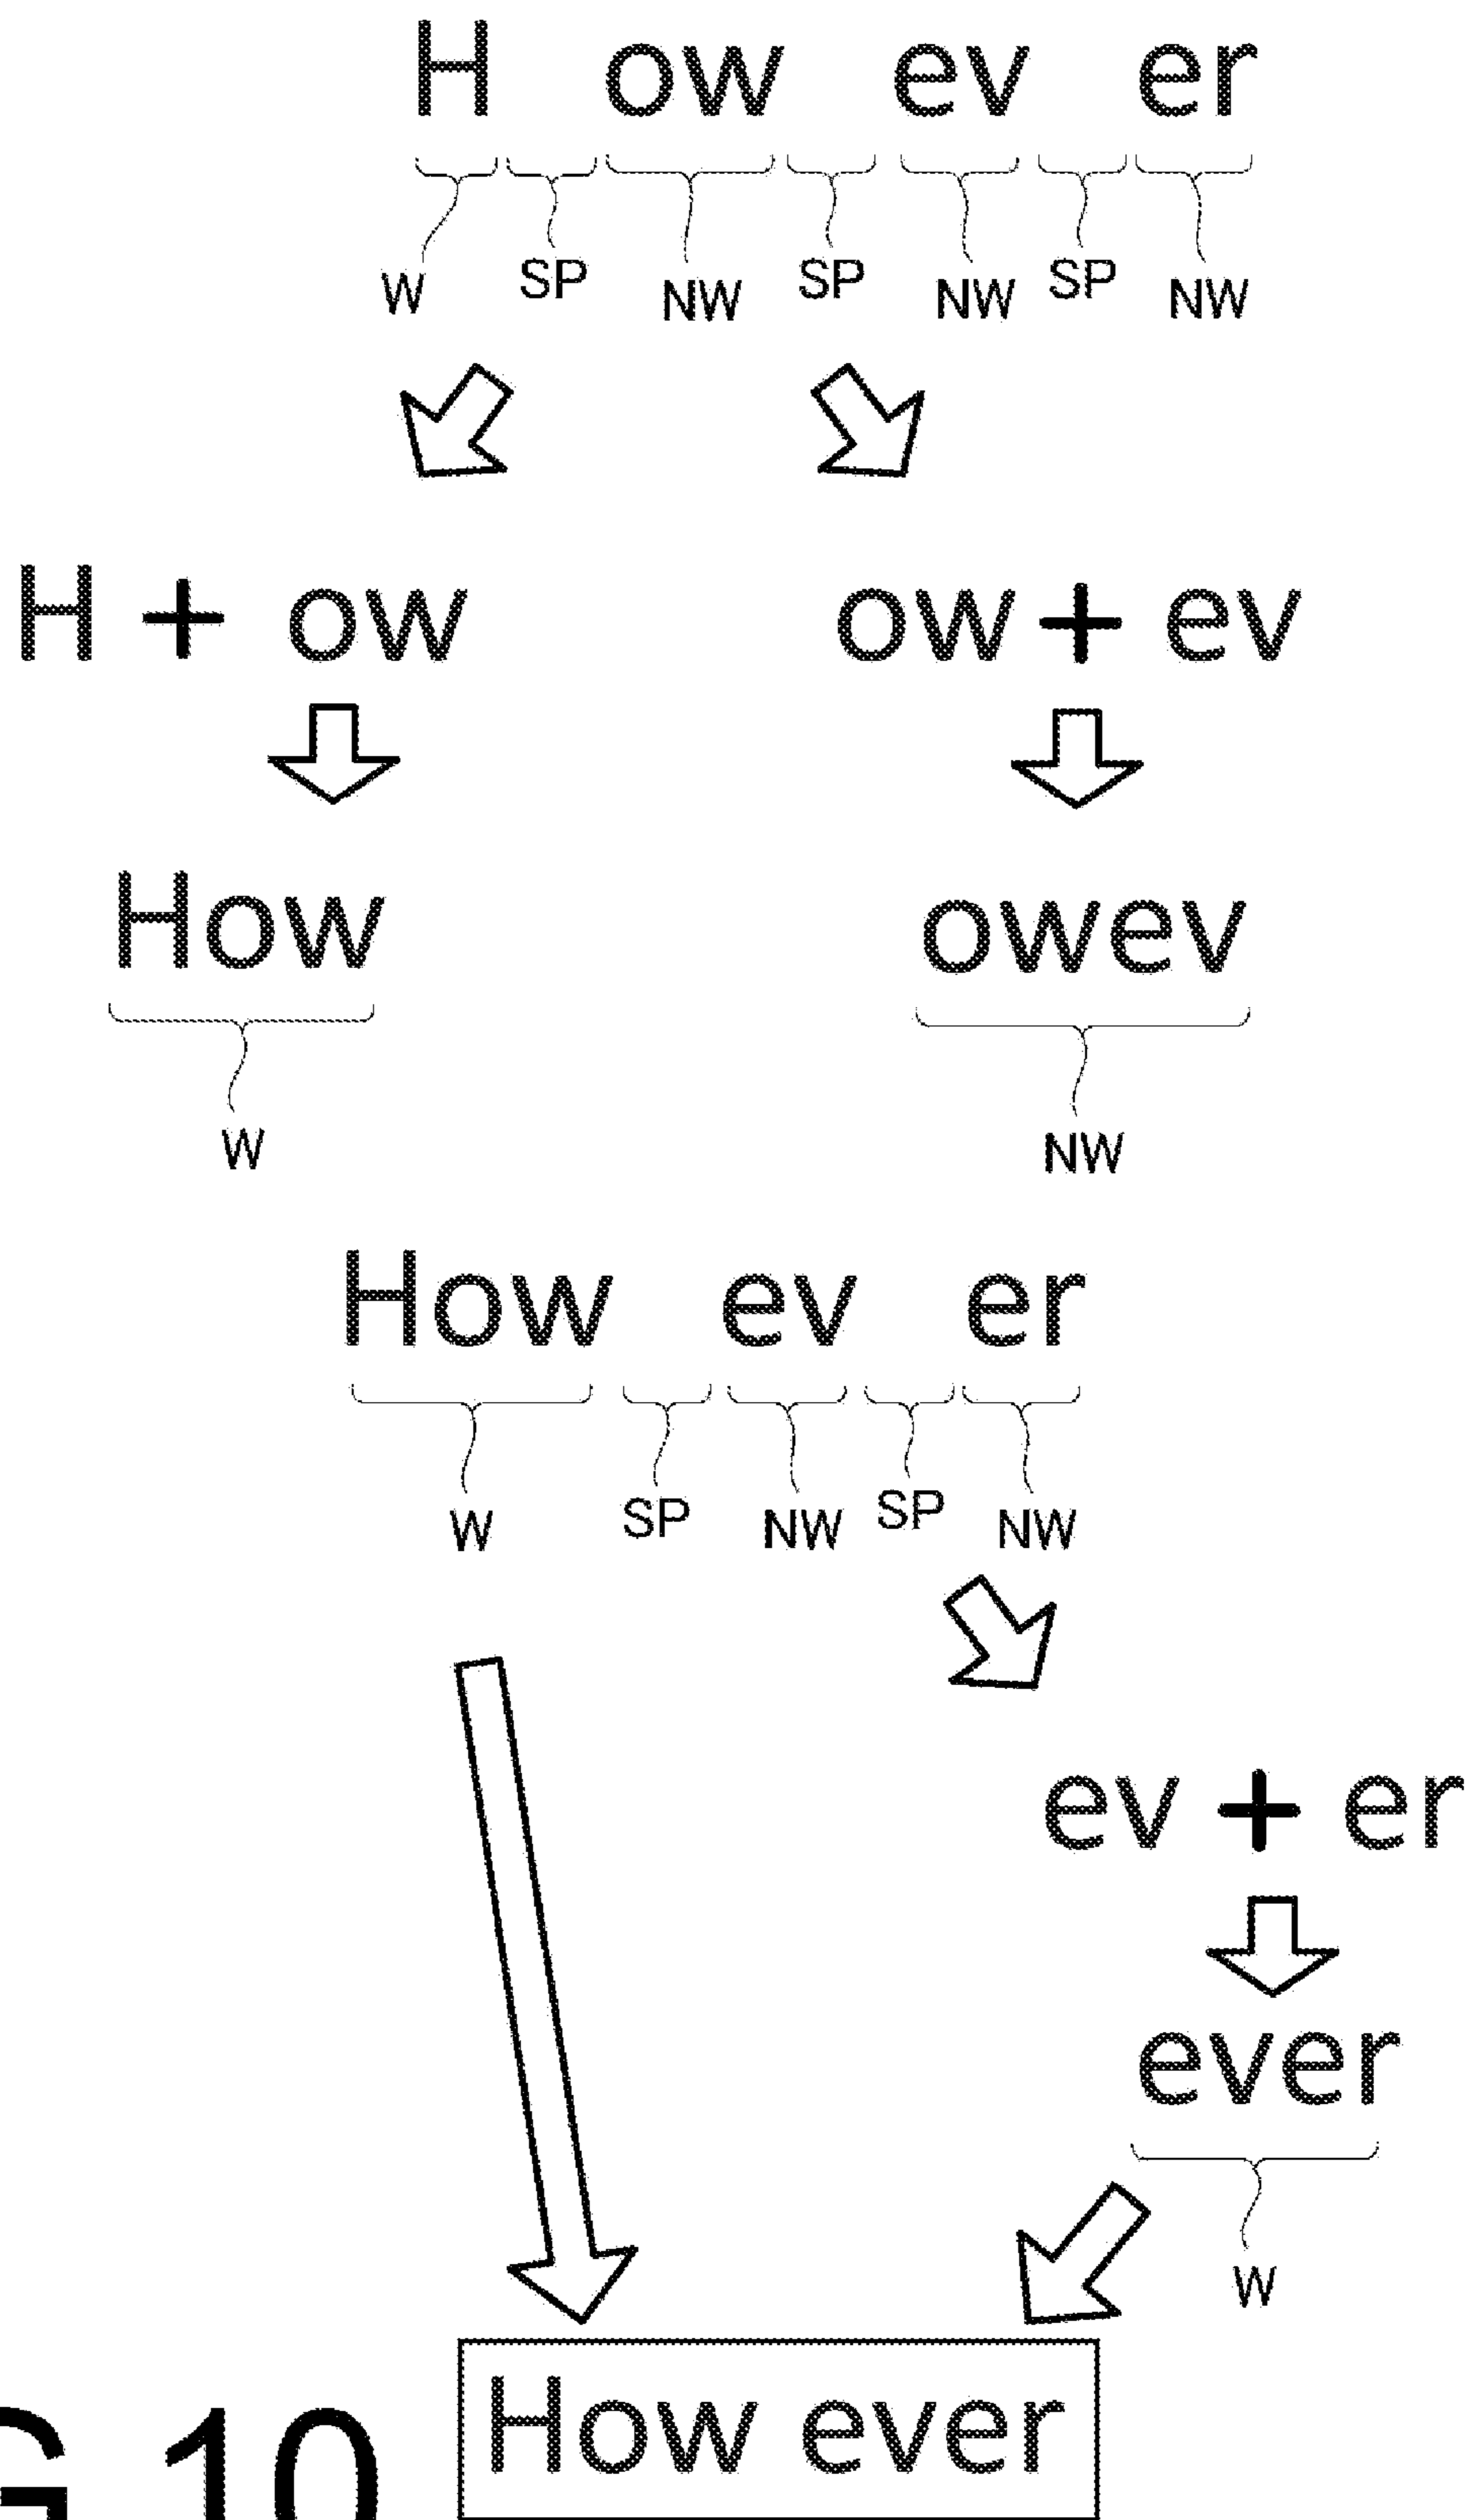 H ow ev er
W SP NW SP NW SP NW
H + ow ow + ev
How owev
W NW
How ev er
W SP NW SP NW
ev + er
ever
W
How ever
G 10